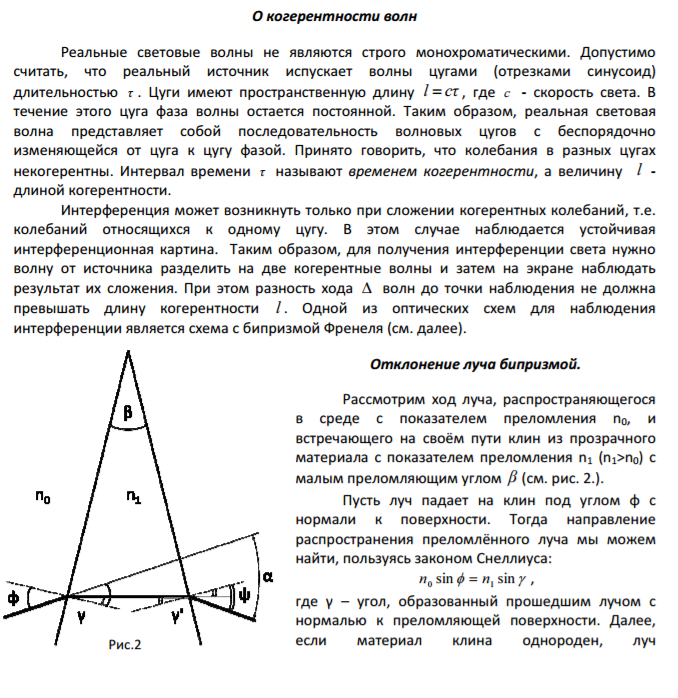 О когерентности волн
Реальные световые волны не являются строго монохроматическими. Допустимо
считать, что реальный источник испускает волны цугами (отрезками синусоид)
длительностью τ . Цуги имеют пространственную длину l = cτ , где c - скорость света. В
течение этого цуга фаза волны остается постоянной. Таким образом, реальная световая
волна представляет собой последовательность волновых цугов с беспорядочно
изменяющейся от цуга к цугу фазой. Принято говорить, что колебания в разных цугах
некогерентны. Интервал времени τ называют временем когерентности, а величину l -
длиной когерентности.
Интерференция может возникнуть только при сложении когерентных колебаний, т.е.
колебаний относящихся к одному цугу. В этом случае наблюдается устойчивая
интерференционная картина. Таким образом, для получения интерференции света нужно
волну от источника разделить на две когерентные волны и затем на экране наблюдать
результат их сложения. При этом разность хода Δ волн до точки наблюдения не должна
превышать длину когерентности l . Одной из оптических схем для наблюдения
интерференции является схема с бипризмой Френеля (см. далее).
β
n₀
n₁
α
ϕ
ψ
γ
γ'
Рис.2
Отклонение луча бипризмой.
Рассмотрим ход луча, распространяющегося
в среде с показателем преломления n₀, и
встречающего на своём пути клин из прозрачного
материала с показателем преломления n₁ (n₁>n₀) с
малым преломляющим углом β (см. рис. 2.).
Пусть луч падает на клин под углом ϕ с
нормали к поверхности. Тогда направление
распространения преломлённого луча мы можем
найти, пользуясь законом Снеллиуса:
n₀ sin ϕ = n₁ sin γ ,
где γ – угол, образованный прошедшим лучом с
нормалью к преломляющей поверхности. Далее,
если материал клина однороден, луч